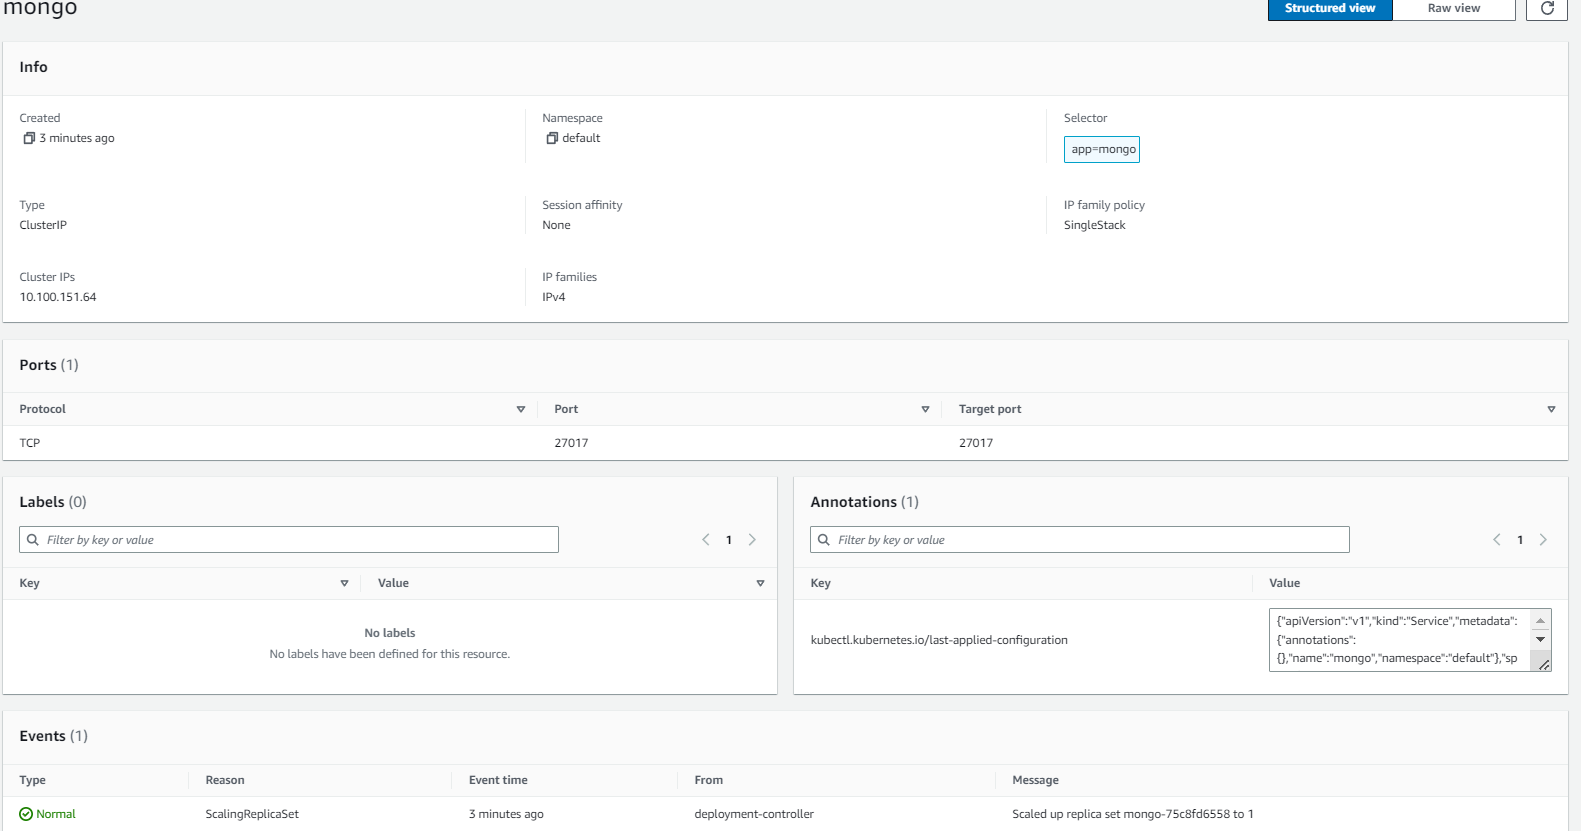 mongo
Structured view
Raw view
Info
Created
3 minutes ago
Namespace
default
Selector
app=mongo
Type
ClusterIP
Session affinity
None
IP family policy
SingleStack
Cluster IPs
10.100.151.64
IP families
IPv4
Ports (1)
Protocol Port Target port
TCP 27017 27017
Labels (0)
Filter by key or value
1
Key Value
No labels
No labels have been defined for this resource.
Annotations (1)
Filter by key or value
1
Key Value
kubectl.kubernetes.io/last-applied-configuration
{"apiVersion":"v1","kind":"Service","metadata":
{"annotations":
{},"name":"mongo","namespace":"default"},"sp
Events (1)
Type Reason Event time From Message
Normal ScalingReplicaSet 3 minutes ago deployment-controller Scaled up replica set mongo-75c8fd6558 to 1